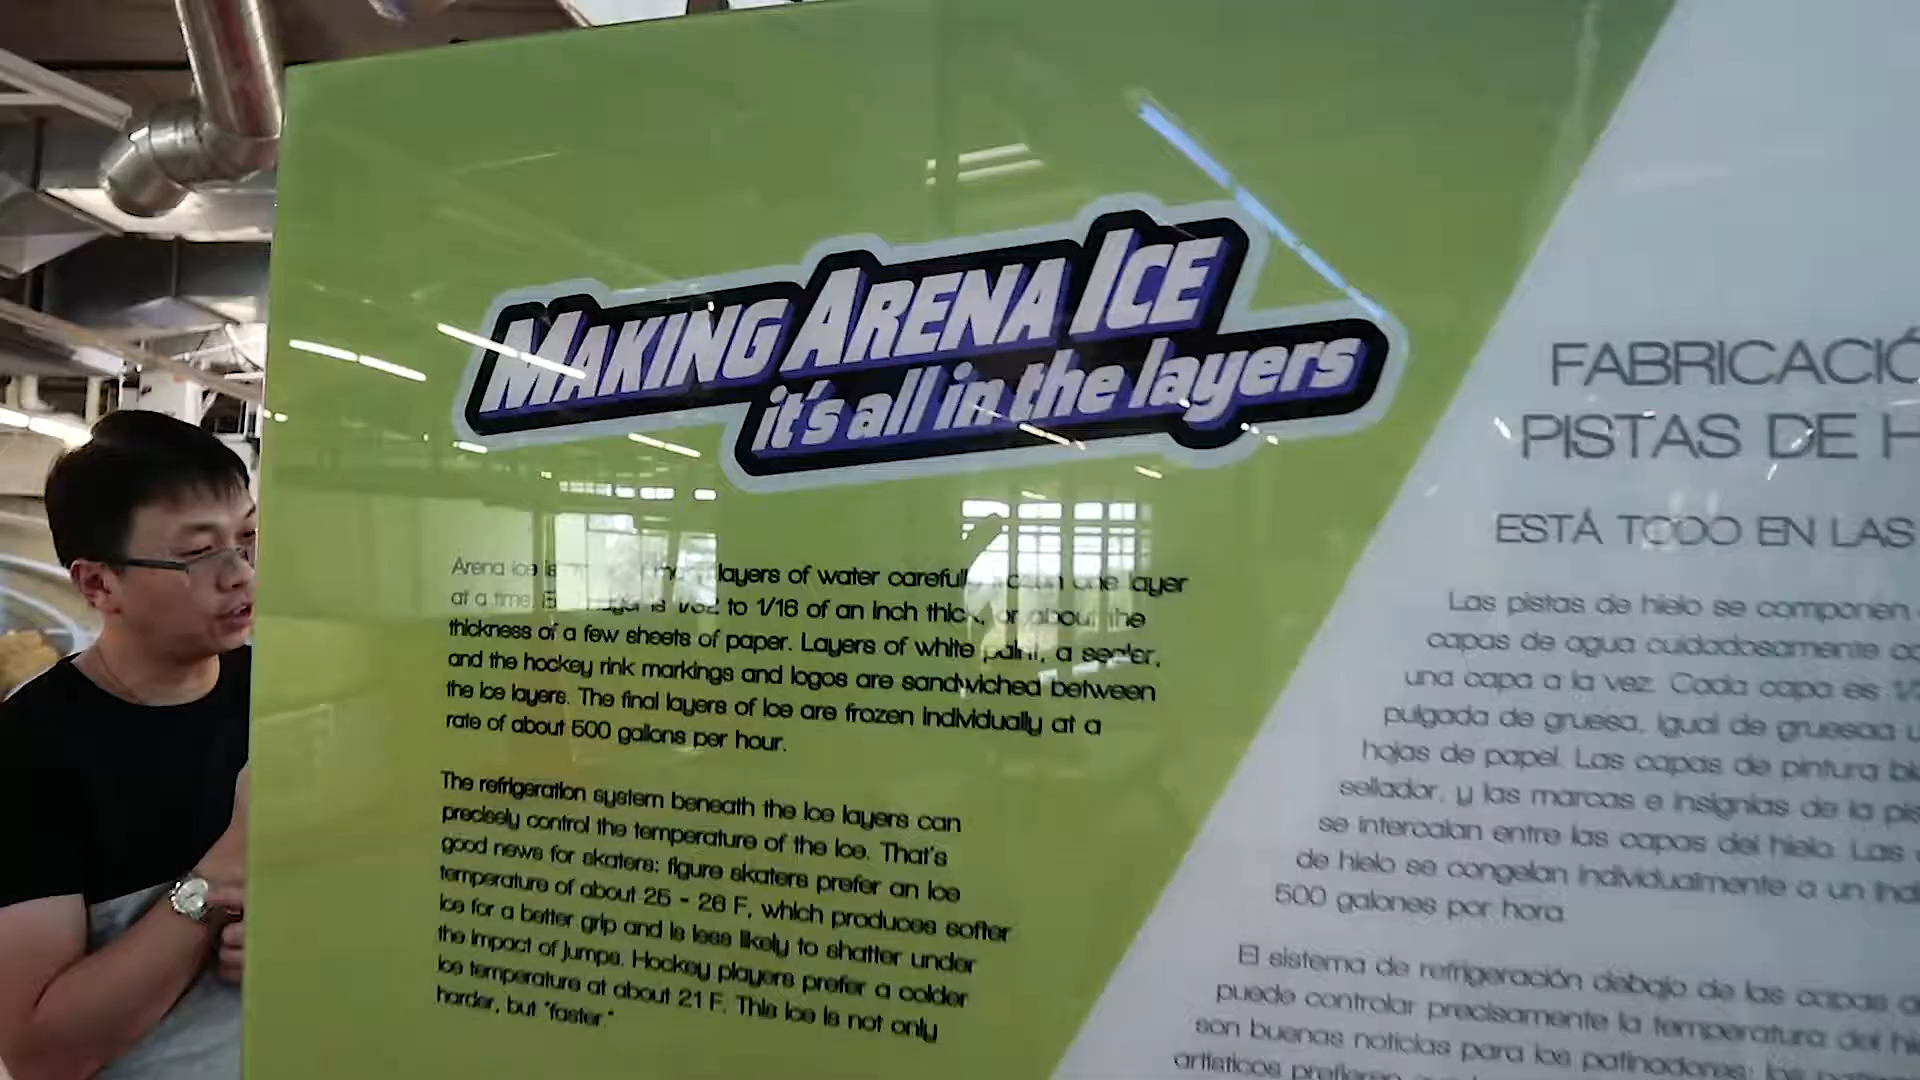 MAKING ARENA ICE
it's all in the layers
Arena ice is layers of water carefully frozen one layer
at a time. Each layer is 1/32 to 1/16 of an inch thick, or about the
thickness of a few sheets of paper. Layers of white paint, a sealer,
and the hockey rink markings and logos are sandwiched between
the ice layers. The final layers of ice are frozen individually at a
rate of about 500 gallons per hour.
The refrigeration system beneath the ice layers can
precisely control the temperature of the ice. That's
good news for skaters: figure skaters prefer an ice
temperature of about 25 - 26 F, which produces softer
ice for a better grip and is less likely to shatter under
the impact of jumps. Hockey players prefer a colder
ice temperature at about 21 F. This ice is not only
harder, but "faster."
FABRICACIÓ
PISTAS DE H
ESTÁ TODO EN LAS
Las pistas de hielo se componen
capas de agua cuidadosamente co
una capa a la vez. Cada capa es
pulgada de gruesa, igual de gruesaa u
hojas de papel. Las capas de pintura bl
sellador, y las marcas e insignias de la pis
se intercalan entre las capas del hielo. Las
de hielo se congelan individualmente a un
500 galones por hora
El sistema de refrigeración debajo de las capas d
puede controlar precisamente la temperatura del hi
son buenas noticias para los patinadores: los
artísticos prefieren